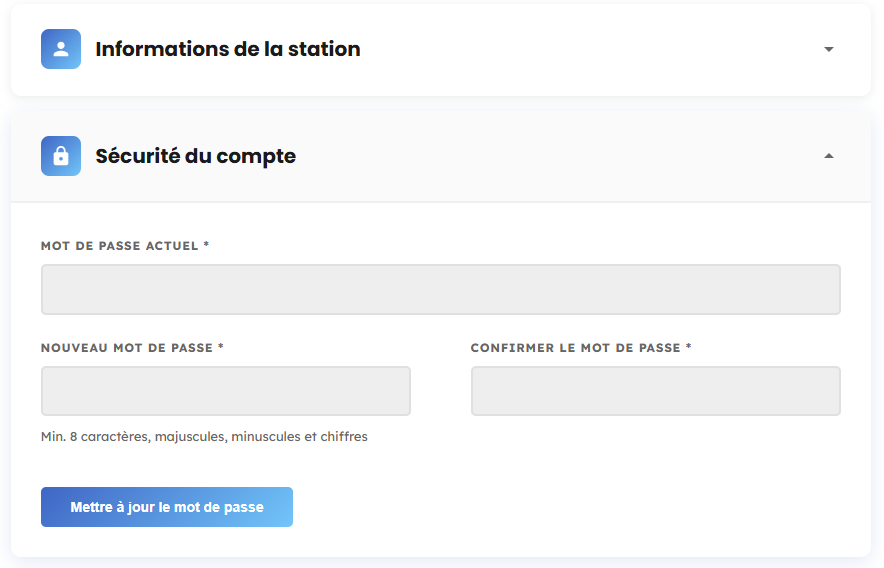 Informations de la station
Sécurité du compte
MOT DE PASSE ACTUEL *
NOUVEAU MOT DE PASSE *
CONFIRMER LE MOT DE PASSE *
Min. 8 caractères, majuscules, minuscules et chiffres
Mettre à jour le mot de passe